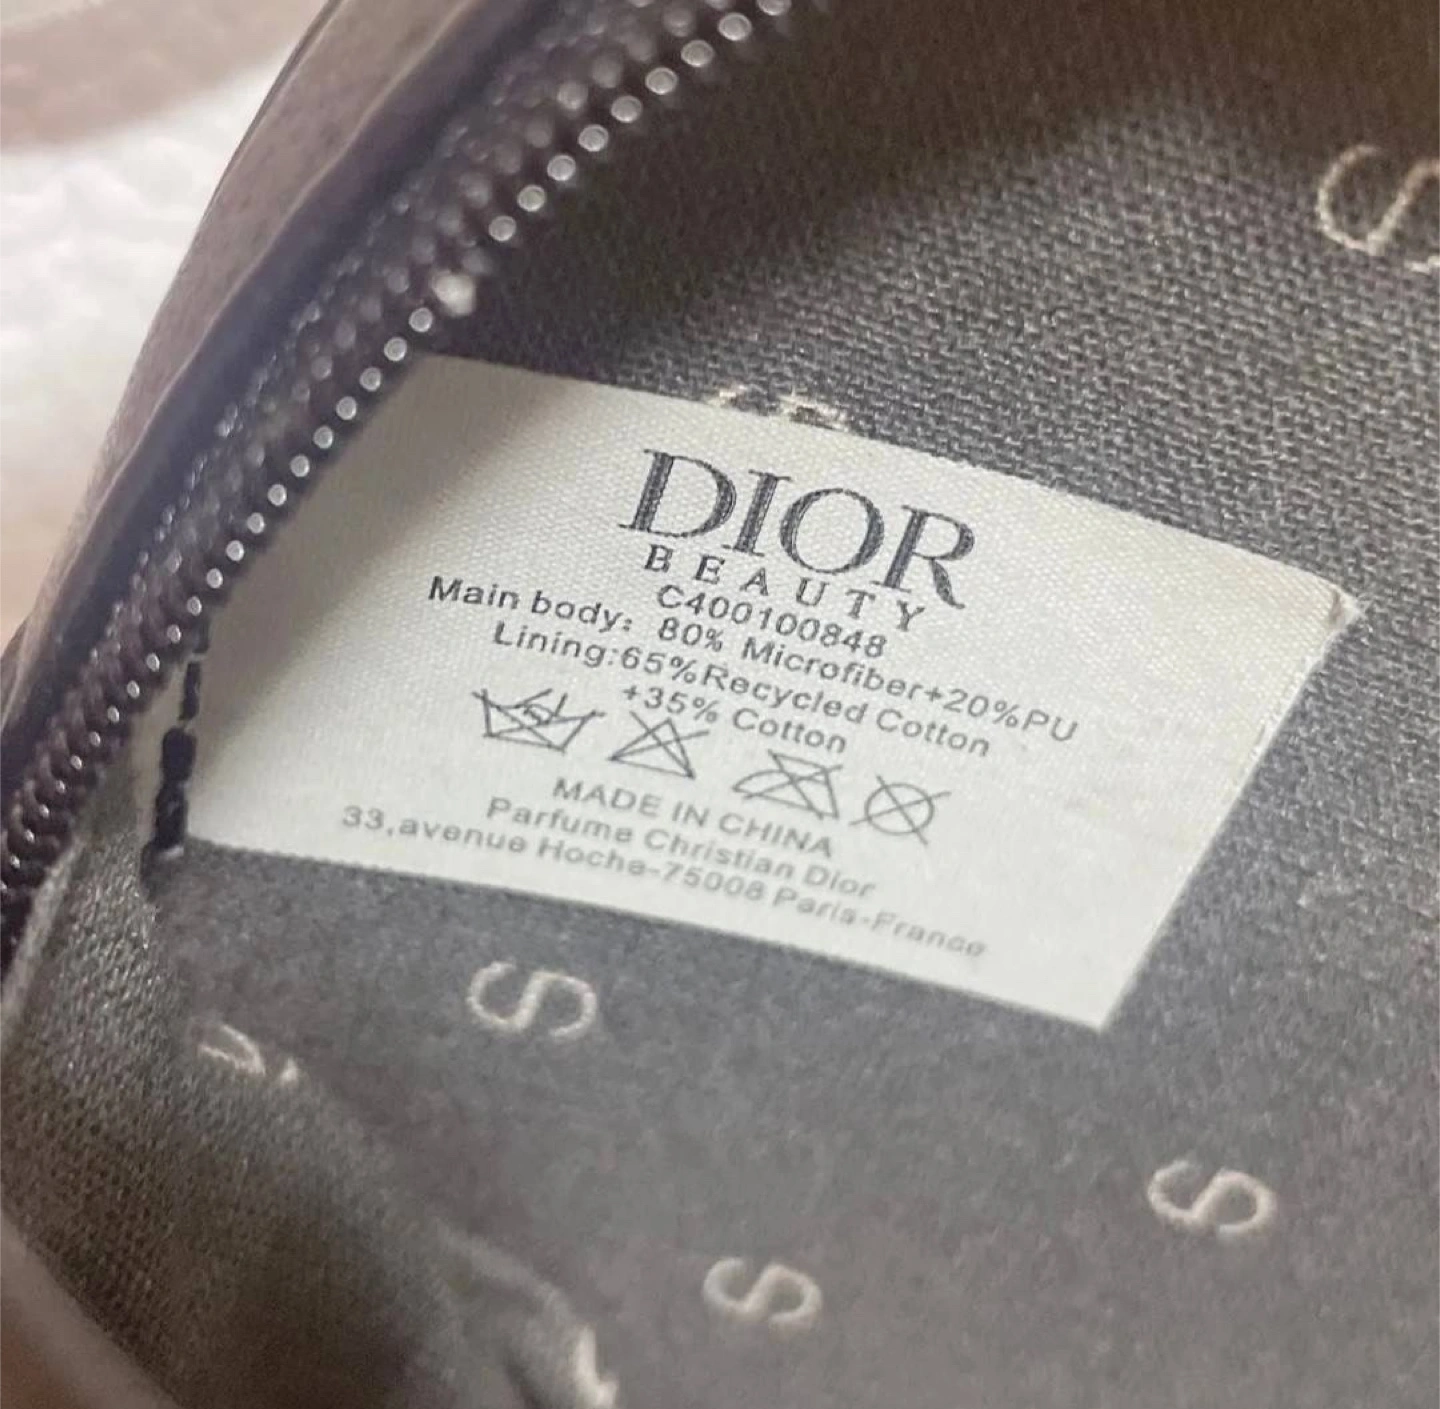 DIOR
BEAUTY
C400100848
Main body: 80% Microfiber+20%PU
Lining:65%Recycled Cotton
+35% Cotton
MADE IN CHINA
Parfume Christian Dior
33,avenue Hoche-75008 Paris-France
S
S
S